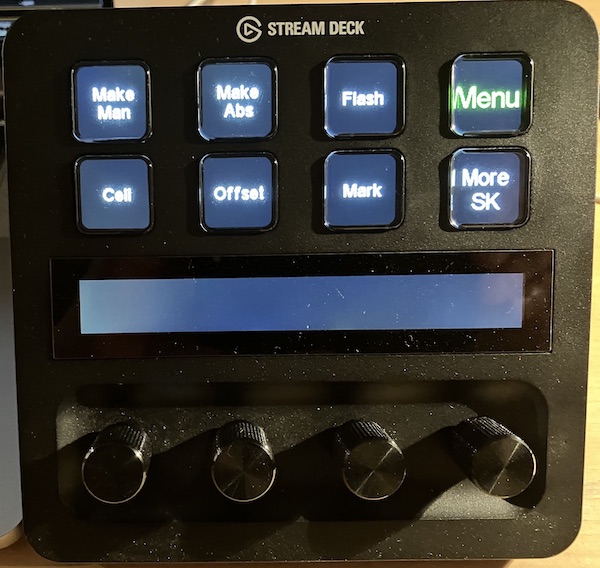 STREAM DECK
Make
Man
Make
Abs
Flash
Menu
Cell
Offset
Mark
More
SK